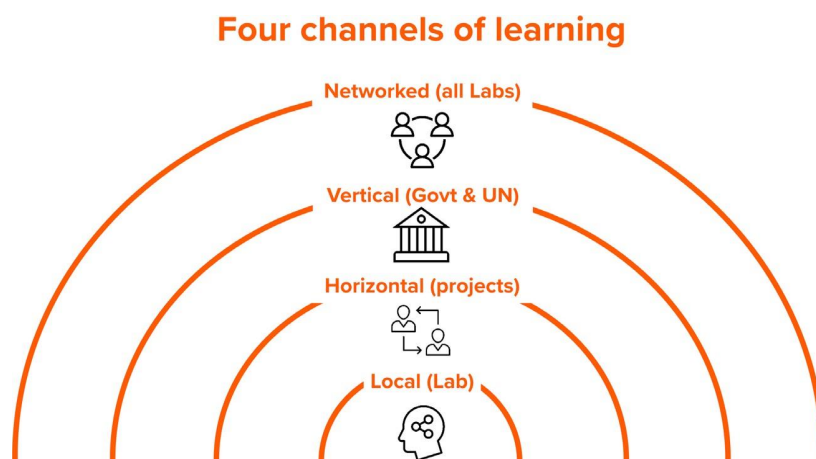 Four channels of learning
Networked (all Labs)
Vertical (Govt & UN)
Horizontal (projects)
Local (Lab)